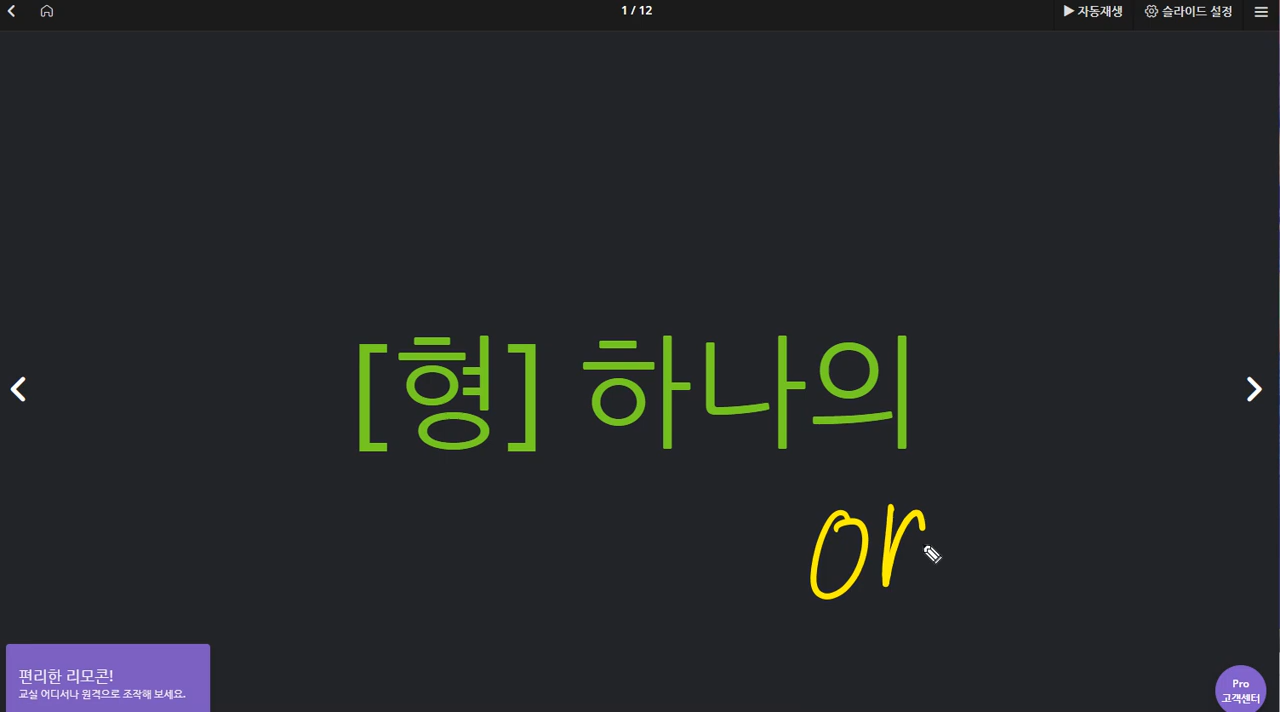 1 / 12
▶ 자동재생
슬라이드 설정
[형] 하나의
or
편리한 리모콘!
교실 어디서나 원격으로 조작해 보세요.
Pro
고객센터